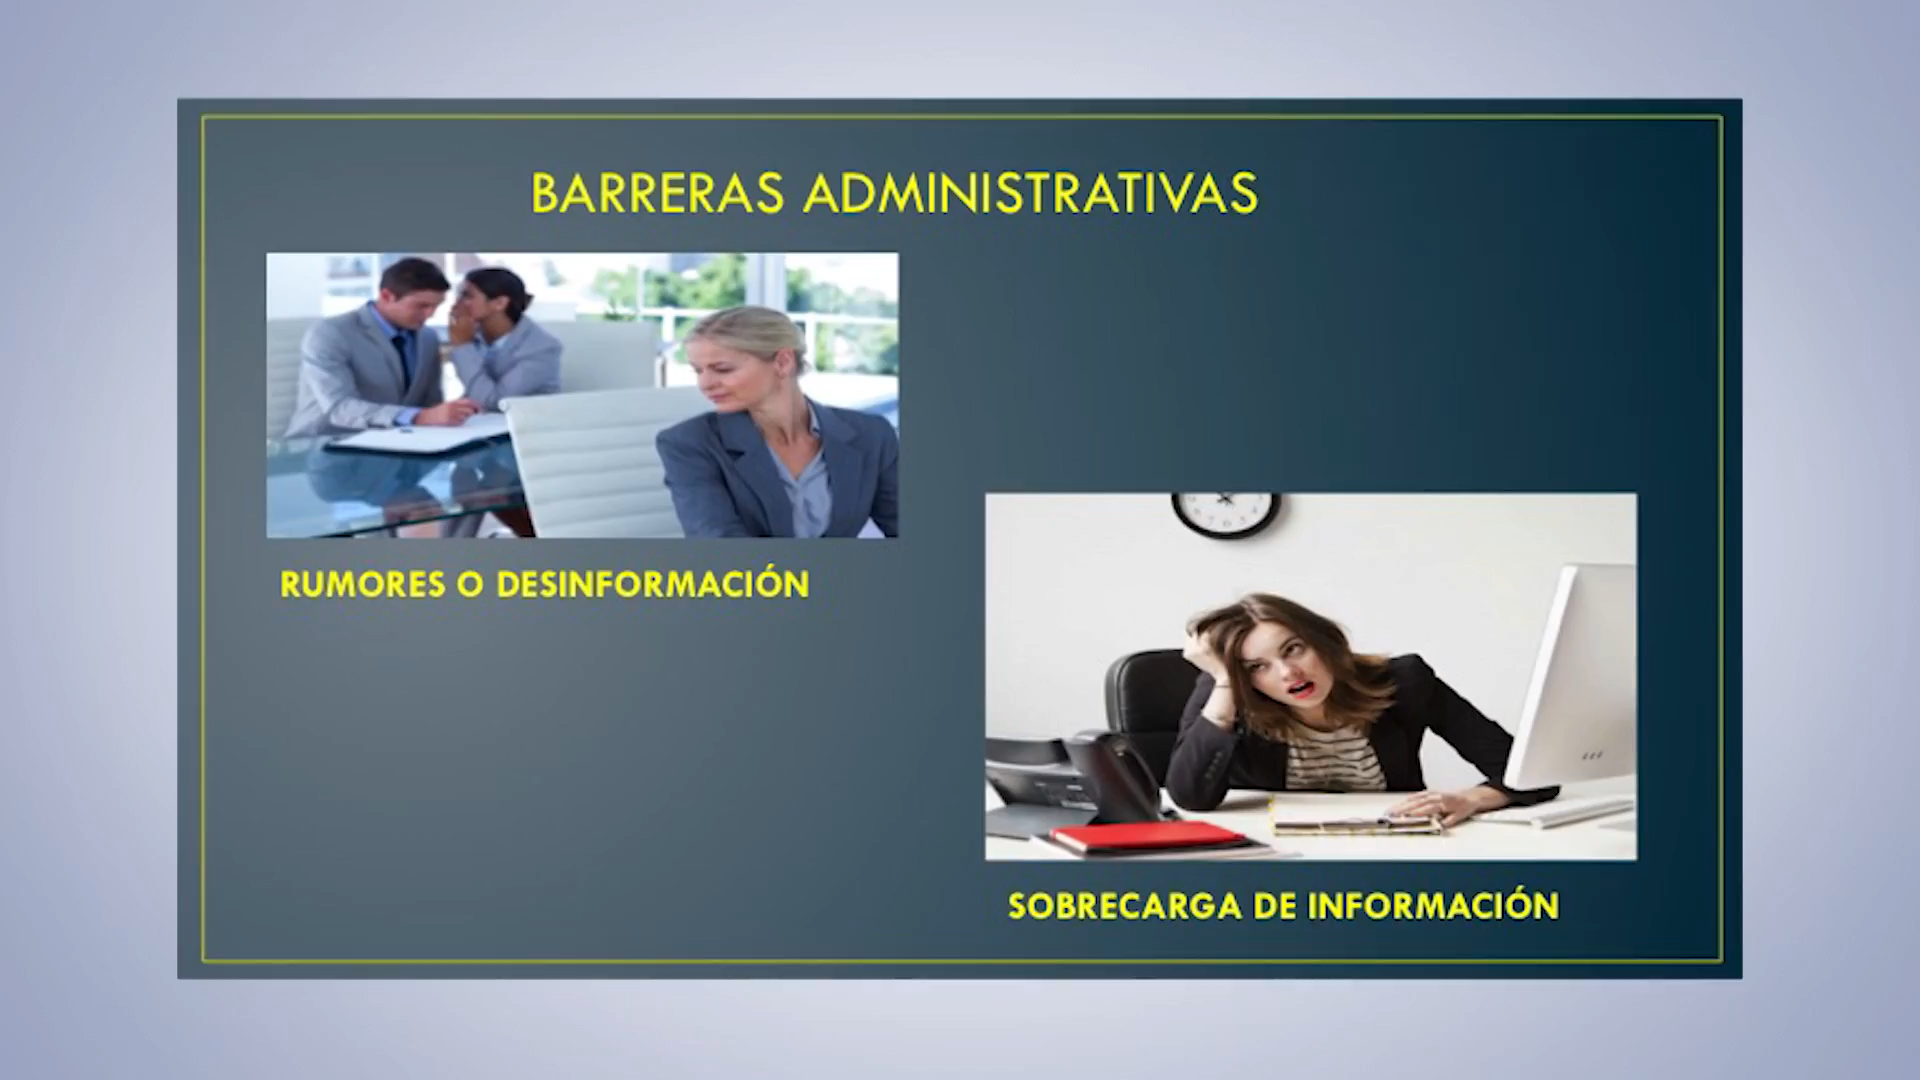 BARRERAS ADMINISTRATIVAS
RUMORES O DESINFORMACIÓN
SOBRECARGA DE INFORMACIÓN